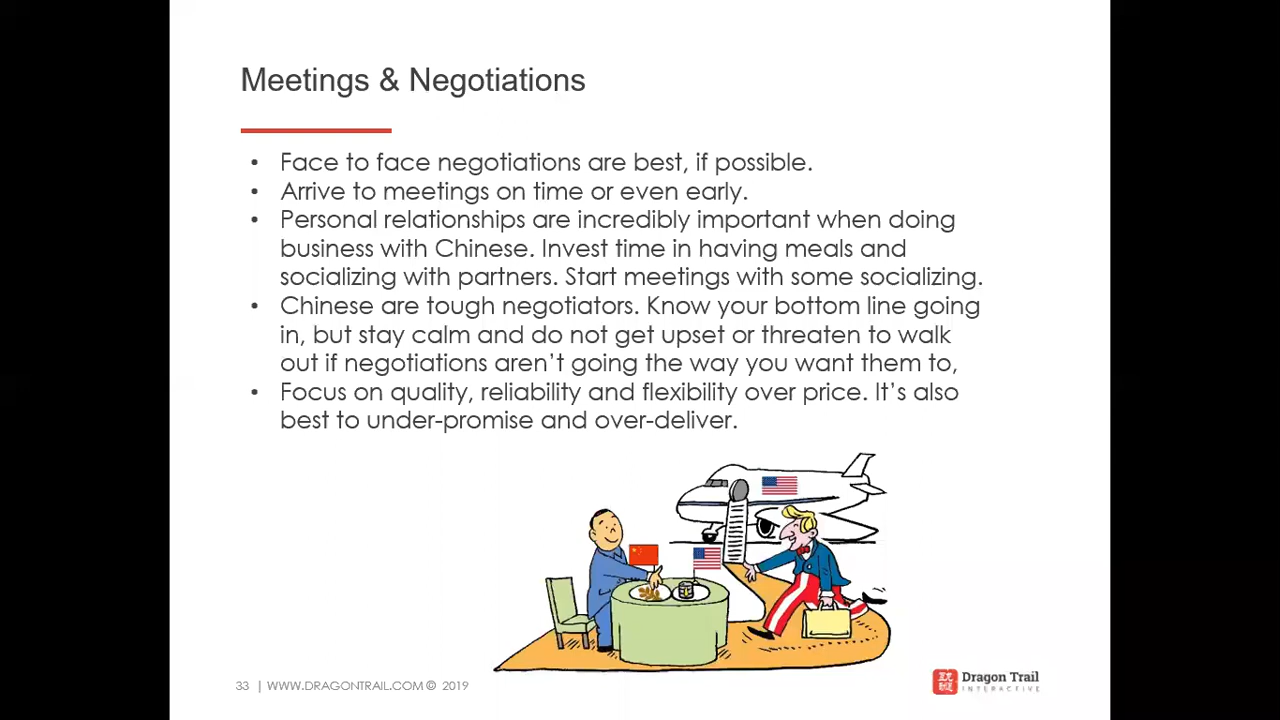 Meetings & Negotiations
• Face to face negotiations are best, if possible.
• Arrive to meetings on time or even early.
• Personal relationships are incredibly important when doing
business with Chinese. Invest time in having meals and
socializing with partners. Start meetings with some socializing.
• Chinese are tough negotiators. Know your bottom line going
in, but stay calm and do not get upset or threaten to walk
out if negotiations aren't going the way you want them to,
• Focus on quality, reliability and flexibility over price. It's also
best to under-promise and over-deliver.
33 | WWW.DRAGONTRAIL.COM © 2019
Dragon Trail
INTERACTIVE